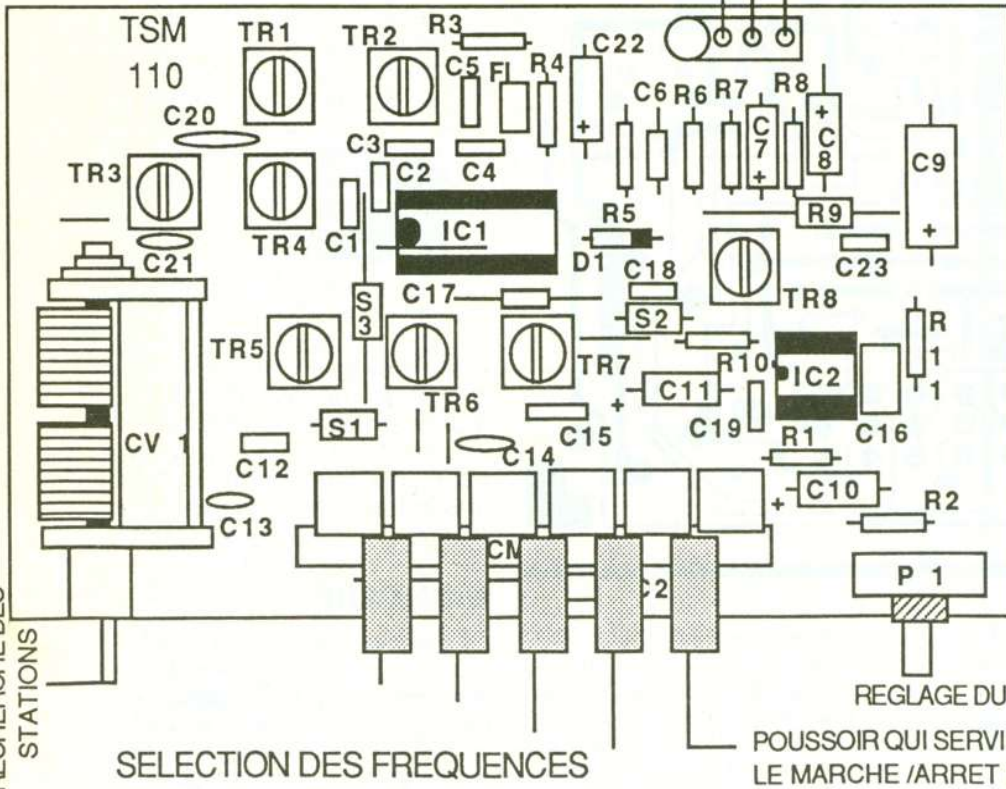 TSM
110
TR1
TR2
R3
C5
FI
R4
C22
C6
R6
R7
C7
+
R8
+
C8
C9
+
+
C20
C3
C2
C4
TR3
TR4
C1
IC1
R5
D1
R9
C23
C21
C17
C18
S2
TR8
S3
TR5
TR6
TR7
R10
IC2
R11
C11
+
C19
C16
CV 1
S1
C15
R1
C12
C14
C10
+
C13
R2
CM
C2
P 1
STATIONS
REGLAGE DU
SELECTION DES FREQUENCES
POUSSOIR QUI SERVI
LE MARCHE /ARRET